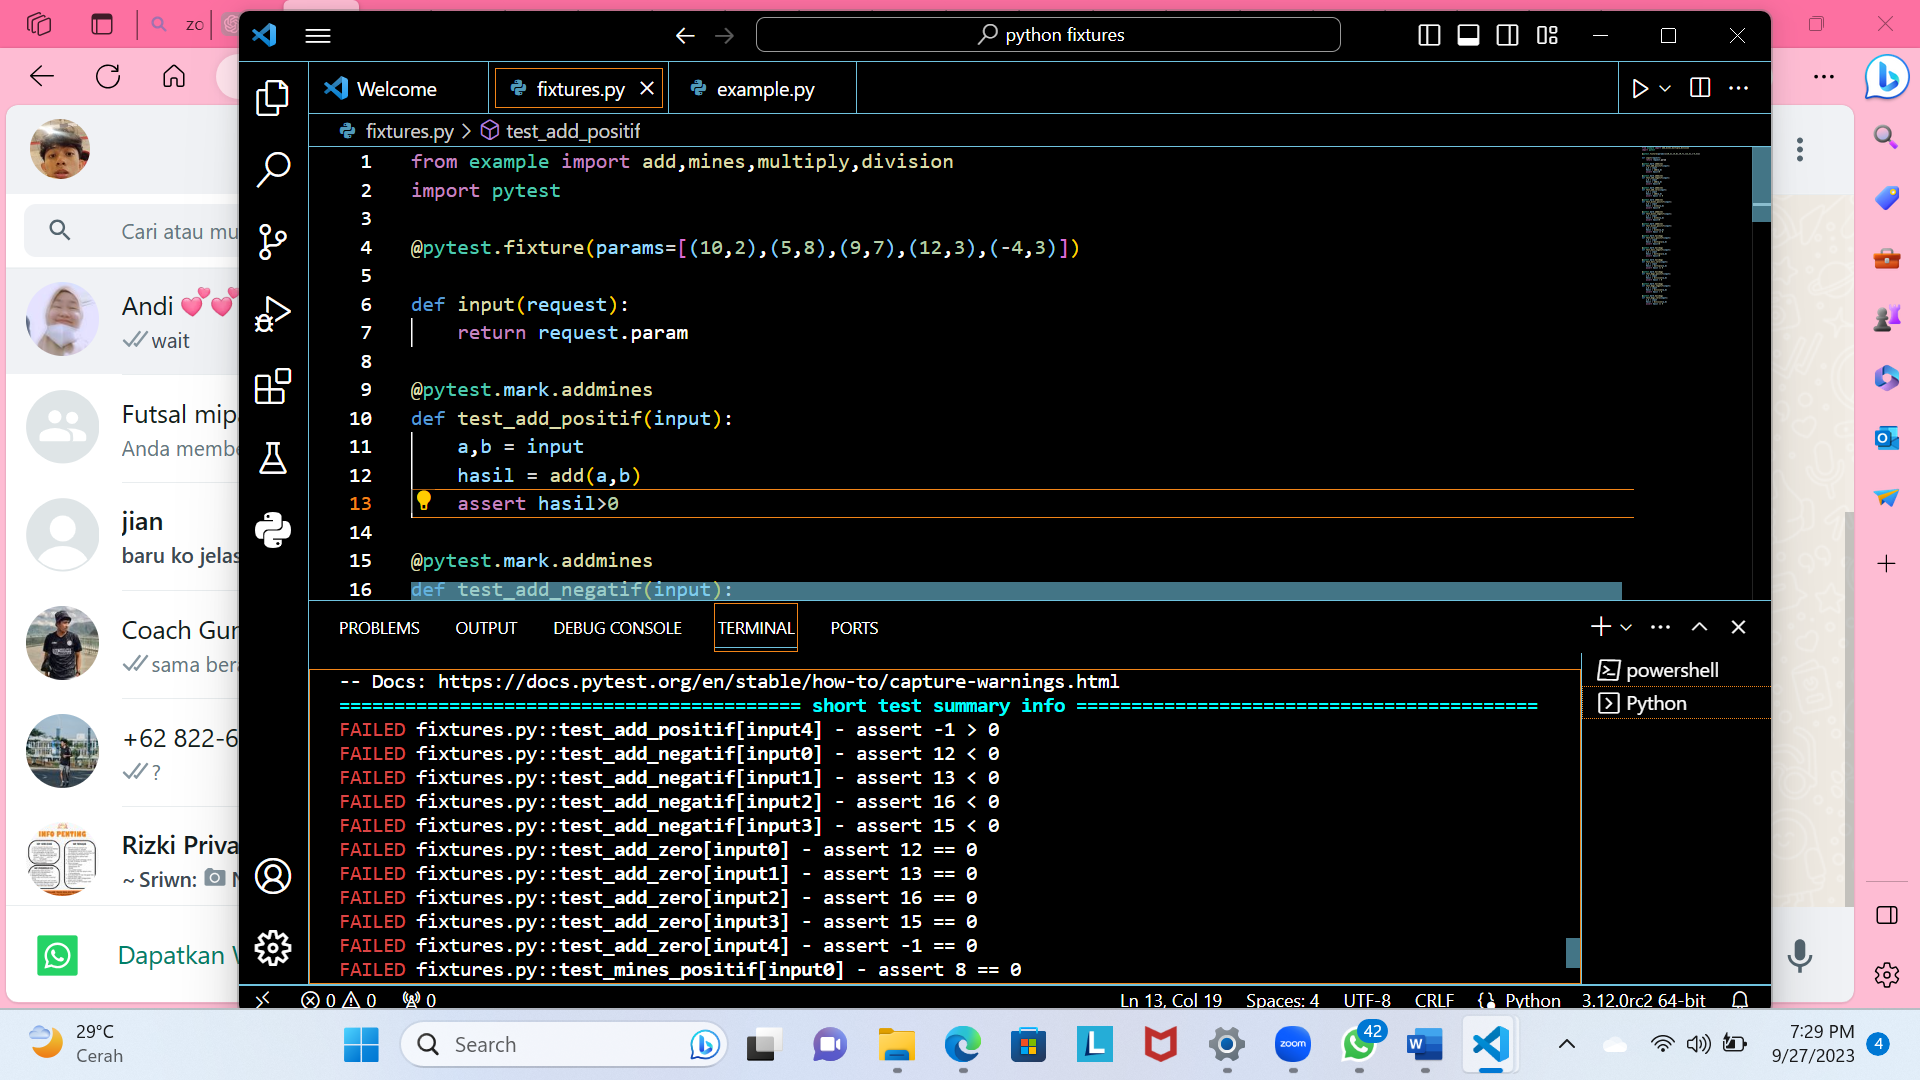 zo
python fixtures
Welcome
fixtures.py
example.py
fixtures.py > test_add_positif
1 from example import add,mines,multiply,division
2 import pytest
3
4 @pytest.fixture(params=[(10,2),(5,8),(9,7),(12,3),(-4,3)])
5
6 def input(request):
7 return request.param
8
9 @pytest.mark.addmines
10 def test_add_positif(input):
11 a,b = input
12 hasil = add(a,b)
13 assert hasil>0
14
15 @pytest.mark.addmines
16 def test_add_negatif(input):
PROBLEMS OUTPUT DEBUG CONSOLE TERMINAL PORTS
powershell
Python
-- Docs: https://docs.pytest.org/en/stable/how-to/capture-warnings.html
========================================== short test summary info ==========================================
FAILED fixtures.py::test_add_positif[input4] - assert -1 > 0
FAILED fixtures.py::test_add_negatif[input0] - assert 12 < 0
FAILED fixtures.py::test_add_negatif[input1] - assert 13 < 0
FAILED fixtures.py::test_add_negatif[input2] - assert 16 < 0
FAILED fixtures.py::test_add_negatif[input3] - assert 15 < 0
FAILED fixtures.py::test_add_zero[input0] - assert 12 == 0
FAILED fixtures.py::test_add_zero[input1] - assert 13 == 0
FAILED fixtures.py::test_add_zero[input2] - assert 16 == 0
FAILED fixtures.py::test_add_zero[input3] - assert 15 == 0
FAILED fixtures.py::test_add_zero[input4] - assert -1 == 0
FAILED fixtures.py::test_mines_positif[input0] - assert 8 == 0
0 0 0
Ln 13, Col 19 Spaces: 4 UTF-8 CRLF Python 3.12.0rc2 64-bit
Cari atau mu
Andi 💕💕
wait
Futsal mip
Anda membe
jian
baru ko jelas
Coach Gur
sama bera
+62 822-6
?
INFO PENTING
Rizki Priva
~ Sriwn:
Dapatkan
29°C
Cerah
Search
zoom
42
7:29 PM
9/27/2023
4